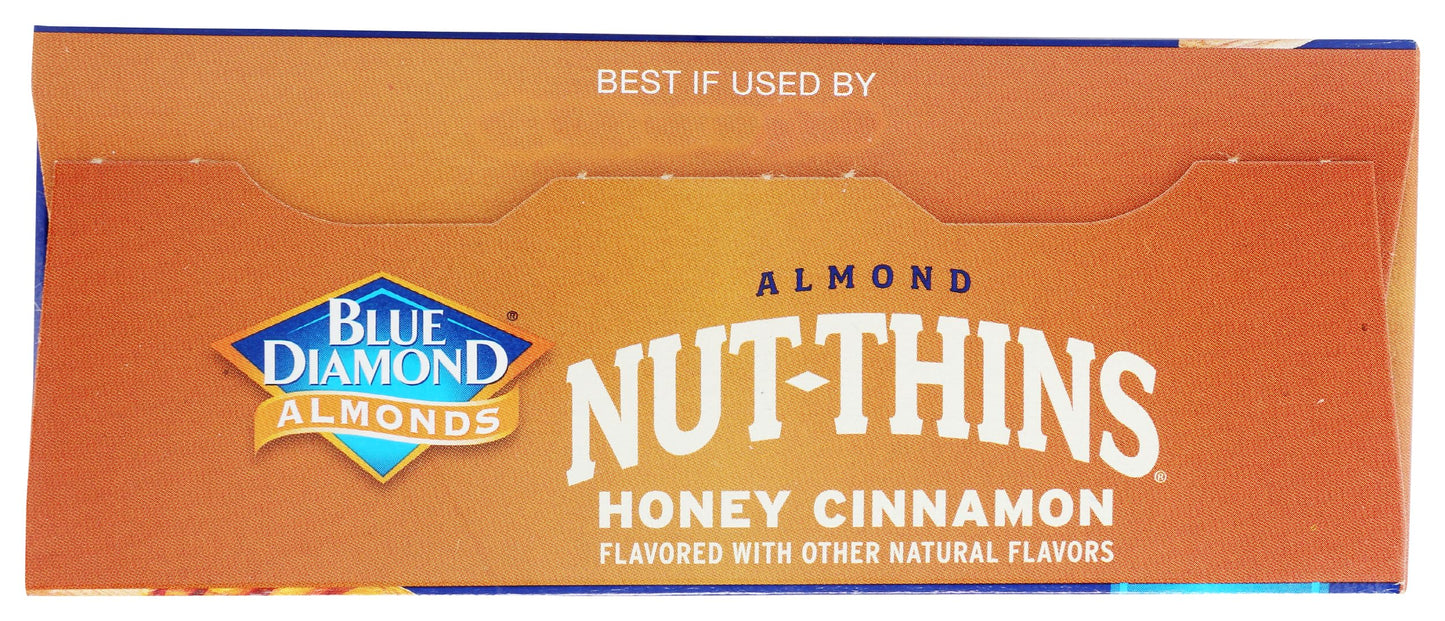 BEST IF USED BY
BLUE
DIAMOND®
ALMONDS
ALMOND
NUT-THINS®
HONEY CINNAMON
FLAVORED WITH OTHER NATURAL FLAVORS